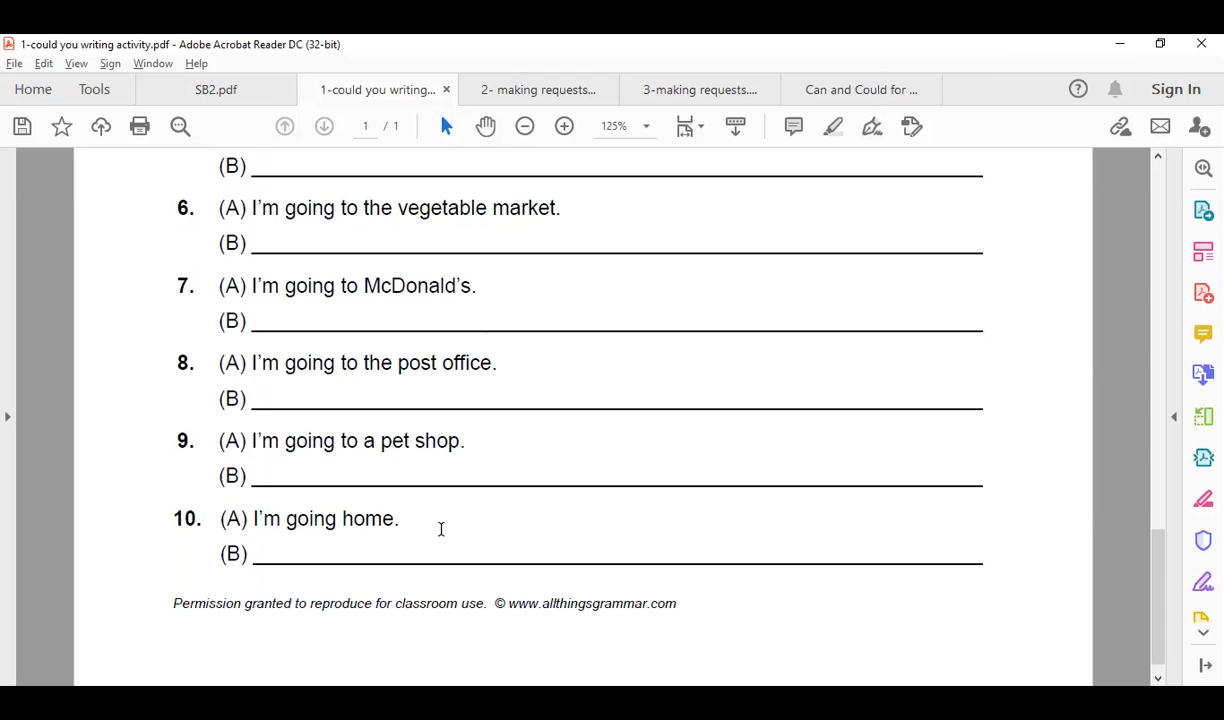 1-could you writing activity.pdf - Adobe Acrobat Reader DC (32-bit)
File Edit View Sign Window Help
Home Tools SB2.pdf 1-could you writing... × 2- making requests... 3-making requests.... Can and Could for ... Sign In
1 / 1 125%
(B)
6. (A) I'm going to the vegetable market.
(B)
7. (A) I'm going to McDonald's.
(B)
8. (A) I'm going to the post office.
(B)
9. (A) I'm going to a pet shop.
(B)
10. (A) I'm going home.
(B)
Permission granted to reproduce for classroom use. © www.allthingsgrammar.com